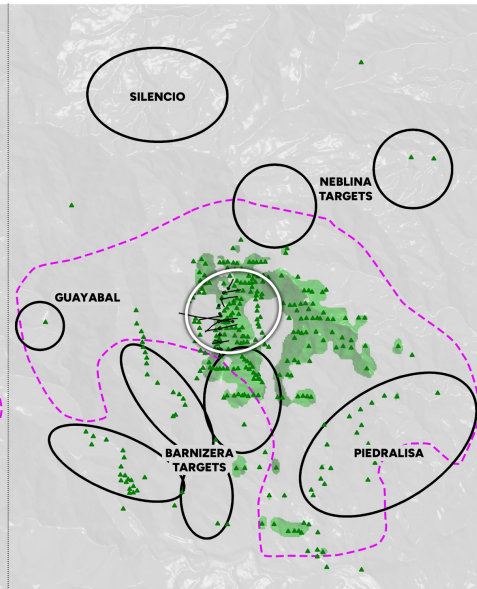 SILENCIO
NEBLINA
TARGETS
GUAYABAL
BARNIZERA
TARGETS
PIEDRALISA